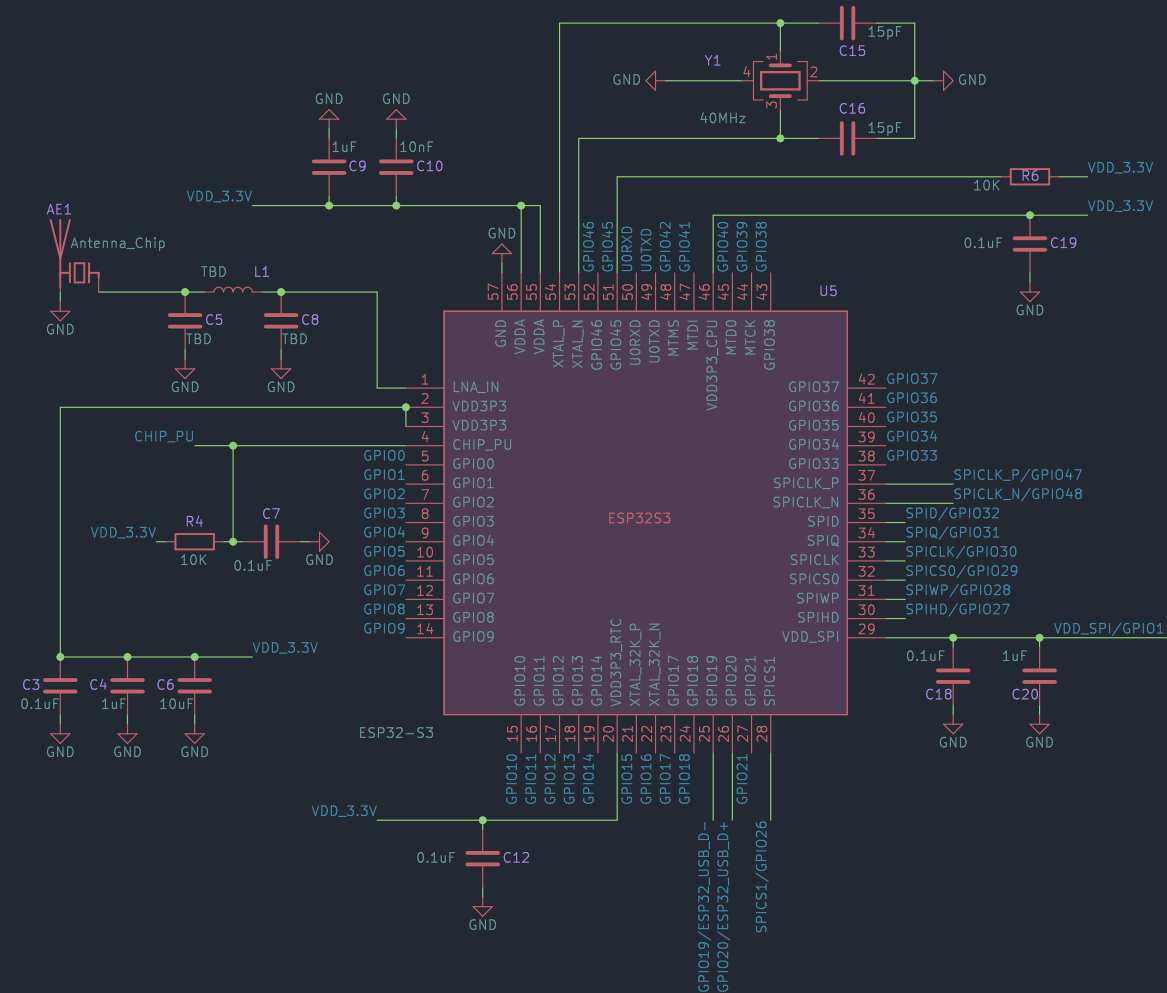 15pF
C15
Y1
4
1
2
3
GND
GND
40MHz
C16
15pF
GND
GND
1uF
C9
10nF
C10
VDD_3.3V
10K
R6
VDD_3.3V
VDD_3.3V
0.1uF
C19
GND
AE1
Antenna_Chip
GND
TBD
L1
C5
TBD
GND
C8
TBD
GND
GND
GPIO46
GPIO45
U0RXD
U0TXD
GPIO42
GPIO41
GPIO40
GPIO39
GPIO38
57
56
55
54
53
52
51
50
49
48
47
46
45
44
43
U5
GND
VDDA
VDDA
XTAL_P
XTAL_N
GPIO46
GPIO45
U0RXD
U0TXD
MTMS
MTDI
VDD3P3_CPU
MTDO
MTCK
GPIO38
1 LNA_IN
2 VDD3P3
3 VDD3P3
CHIP_PU 4 CHIP_PU
GPIO0 5 GPIO0
GPIO1 6 GPIO1
GPIO2 7 GPIO2
GPIO3 8 GPIO3
GPIO4 9 GPIO4
GPIO5 10 GPIO5
GPIO6 11 GPIO6
GPIO7 12 GPIO7
GPIO8 13 GPIO8
GPIO9 14 GPIO9
ESP32S3
GPIO37 42 GPIO37
GPIO36 41 GPIO36
GPIO35 40 GPIO35
GPIO34 39 GPIO34
GPIO33 38 GPIO33
SPICLK_P 37 SPICLK_P/GPIO47
SPICLK_N 36 SPICLK_N/GPIO48
SPID 35 SPID/GPIO32
SPIQ 34 SPIQ/GPIO31
SPICLK 33 SPICLK/GPIO30
SPICS0 32 SPICS0/GPIO29
SPIWP 31 SPIWP/GPIO28
SPIHD 30 SPIHD/GPIO27
VDD_SPI 29 VDD_SPI/GPIO1
VDD_3.3V
R4
10K
C7
0.1uF
GND
VDD_3.3V
C3
0.1uF
GND
C4
1uF
GND
C6
10uF
GND
0.1uF
C18
GND
1uF
C20
GND
GPIO10
GPIO11
GPIO12
GPIO13
GPIO14
VDD3P3_RTC
XTAL_32K_P
XTAL_32K_N
GPIO17
GPIO18
GPIO19
GPIO20
GPIO21
SPICS1
ESP32-S3
15
16
17
18
19
20
21
22
23
24
25
26
27
28
GPIO10
GPIO11
GPIO12
GPIO13
GPIO14
GPIO15
GPIO16
GPIO17
GPIO18
GPIO19/ESP32_USB_D-
GPIO20/ESP32_USB_D+
GPIO21
SPICS1/GPIO26
VDD_3.3V
0.1uF
C12
GND